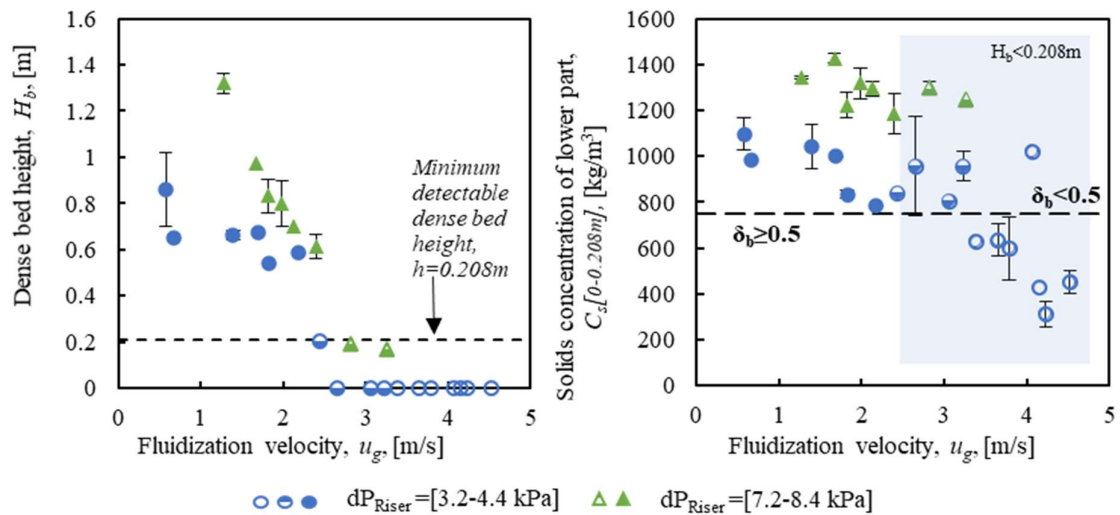 Dense bed height, H_b, [m]
1.6
1.4
1.2
1
0.8
0.6
0.4
0.2
0
0 1 2 3 4 5
Fluidization velocity, u_g, [m/s]
Minimum
detectable
dense bed
height,
h=0.208m
Solids concentration of lower part,
C_s[0-0.208m], [kg/m³]
1600
1400
1200
1000
800
600
400
200
0
0 1 2 3 4 5
Fluidization velocity, u_g, [m/s]
H_b<0.208m
δ_b<0.5
δ_b≥0.5
dP_Riser=[3.2-4.4 kPa] dP_Riser=[7.2-8.4 kPa]